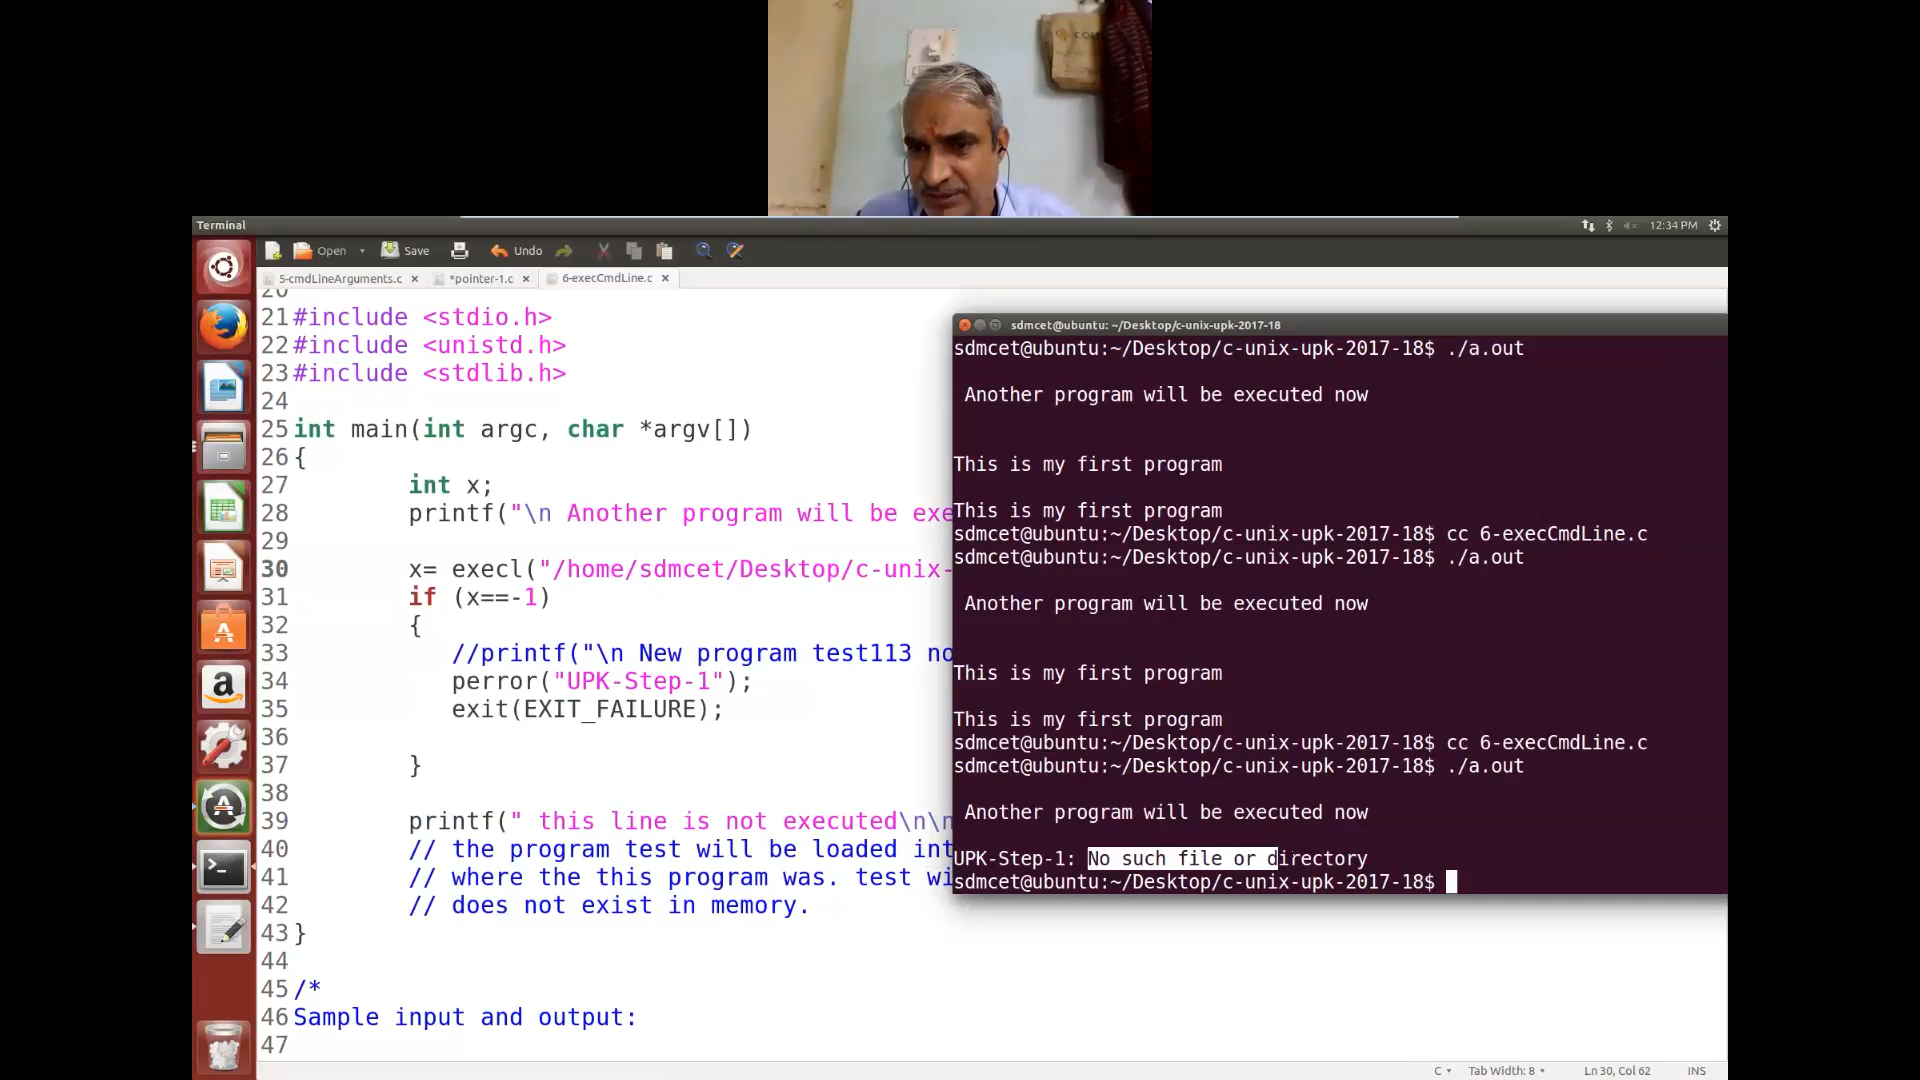 Terminal
12:34 PM
Open
Save
Undo
5-cmdLineArguments.c
*pointer-1.c
6-execCmdLine.c
20
21 #include <stdio.h>
22 #include <unistd.h>
23 #include <stdlib.h>
24
25 int main(int argc, char *argv[])
26 {
27 int x;
28 printf("\n Another program will be exe
29
30 x= execl("/home/sdmcet/Desktop/c-unix-
31 if (x==-1)
32 {
33 //printf("\n New program test113 no
34 perror("UPK-Step-1");
35 exit(EXIT_FAILURE);
36
37 }
38
39 printf(" this line is not executed\n\n
40 // the program test will be loaded int
41 // where the this program was. test wi
42 // does not exist in memory.
43 }
44
45 /*
46 Sample input and output:
47
sdmcet@ubuntu: ~/Desktop/c-unix-upk-2017-18
sdmcet@ubuntu:~/Desktop/c-unix-upk-2017-18$ ./a.out
Another program will be executed now
This is my first program
This is my first program
sdmcet@ubuntu:~/Desktop/c-unix-upk-2017-18$ cc 6-execCmdLine.c
sdmcet@ubuntu:~/Desktop/c-unix-upk-2017-18$ ./a.out
Another program will be executed now
This is my first program
This is my first program
sdmcet@ubuntu:~/Desktop/c-unix-upk-2017-18$ cc 6-execCmdLine.c
sdmcet@ubuntu:~/Desktop/c-unix-upk-2017-18$ ./a.out
Another program will be executed now
UPK-Step-1: No such file or directory
sdmcet@ubuntu:~/Desktop/c-unix-upk-2017-18$
C
Tab Width: 8
Ln 30, Col 62
INS